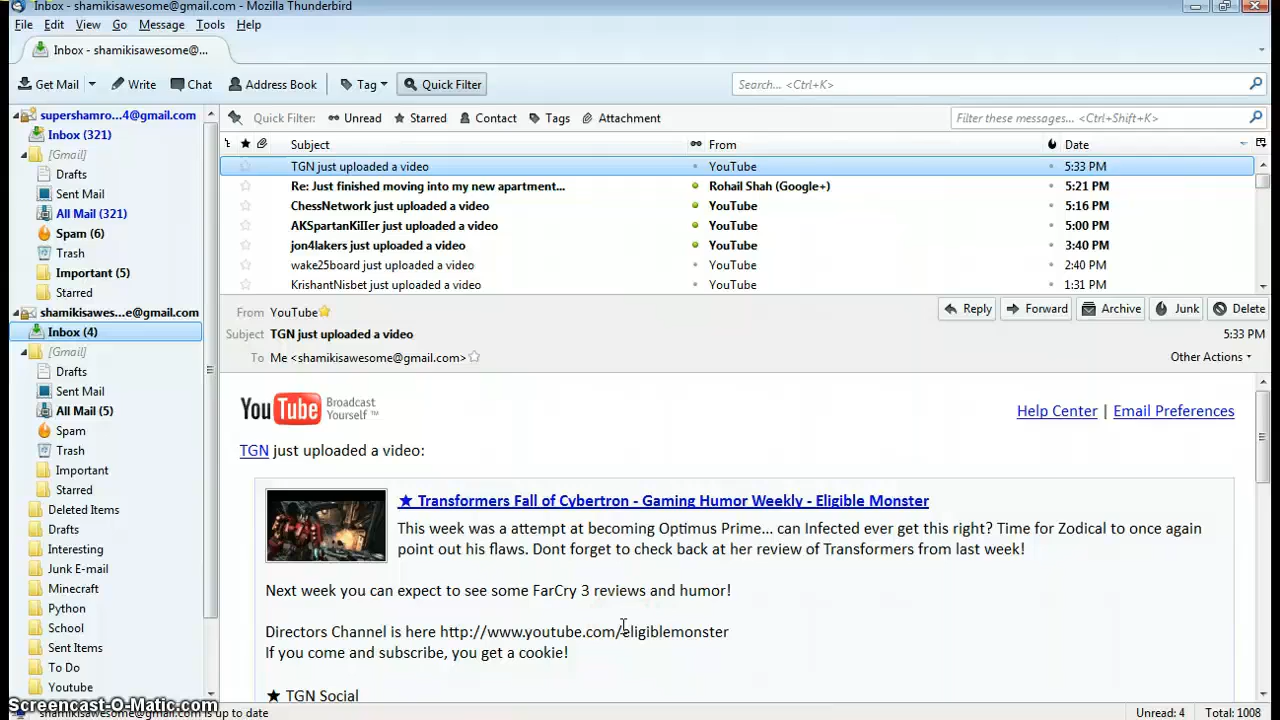 Inbox - shamikisawesome@gmail.com - Mozilla Thunderbird
File Edit View Go Message Tools Help
Inbox - shamikisawesome@...
Get Mail Write Chat Address Book Tag Quick Filter Search... <Ctrl+K>
supershamro...4@gmail.com
Inbox (321)
[Gmail]
Drafts
Sent Mail
All Mail (321)
Spam (6)
Trash
Important (5)
Starred
shamikisawes...e@gmail.com
Inbox (4)
[Gmail]
Drafts
Sent Mail
All Mail (5)
Spam
Trash
Important
Starred
Deleted Items
Drafts
Interesting
Junk E-mail
Minecraft
Python
School
Sent Items
To Do
Youtube
Quick Filter: Unread Starred Contact Tags Attachment Filter these messages... <Ctrl+Shift+K>
Subject From Date
TGN just uploaded a video YouTube 5:33 PM
Re: Just finished moving into my new apartment... Rohail Shah (Google+) 5:21 PM
ChessNetwork just uploaded a video YouTube 5:16 PM
AKSpartanKiller just uploaded a video YouTube 5:00 PM
jon4lakers just uploaded a video YouTube 3:40 PM
wake25board just uploaded a video YouTube 2:40 PM
KrishantNisbet just uploaded a video YouTube 1:31 PM
From YouTube Reply Forward Archive Junk Delete
Subject TGN just uploaded a video 5:33 PM
To Me <shamikisawesome@gmail.com> Other Actions
YouTube Broadcast Yourself ™
Help Center | Email Preferences
TGN just uploaded a video:
★ Transformers Fall of Cybertron - Gaming Humor Weekly - Eligible Monster
This week was a attempt at becoming Optimus Prime... can Infected ever get this right? Time for Zodical to once again
point out his flaws. Dont forget to check back at her review of Transformers from last week!
Next week you can expect to see some FarCry 3 reviews and humor!
Directors Channel is here http://www.youtube.com/eligiblemonster
If you come and subscribe, you get a cookie!
★ TGN Social
Screencast-O-Matic.com
shamikisawesome@gmail.com is up to date Unread: 4 Total: 1008